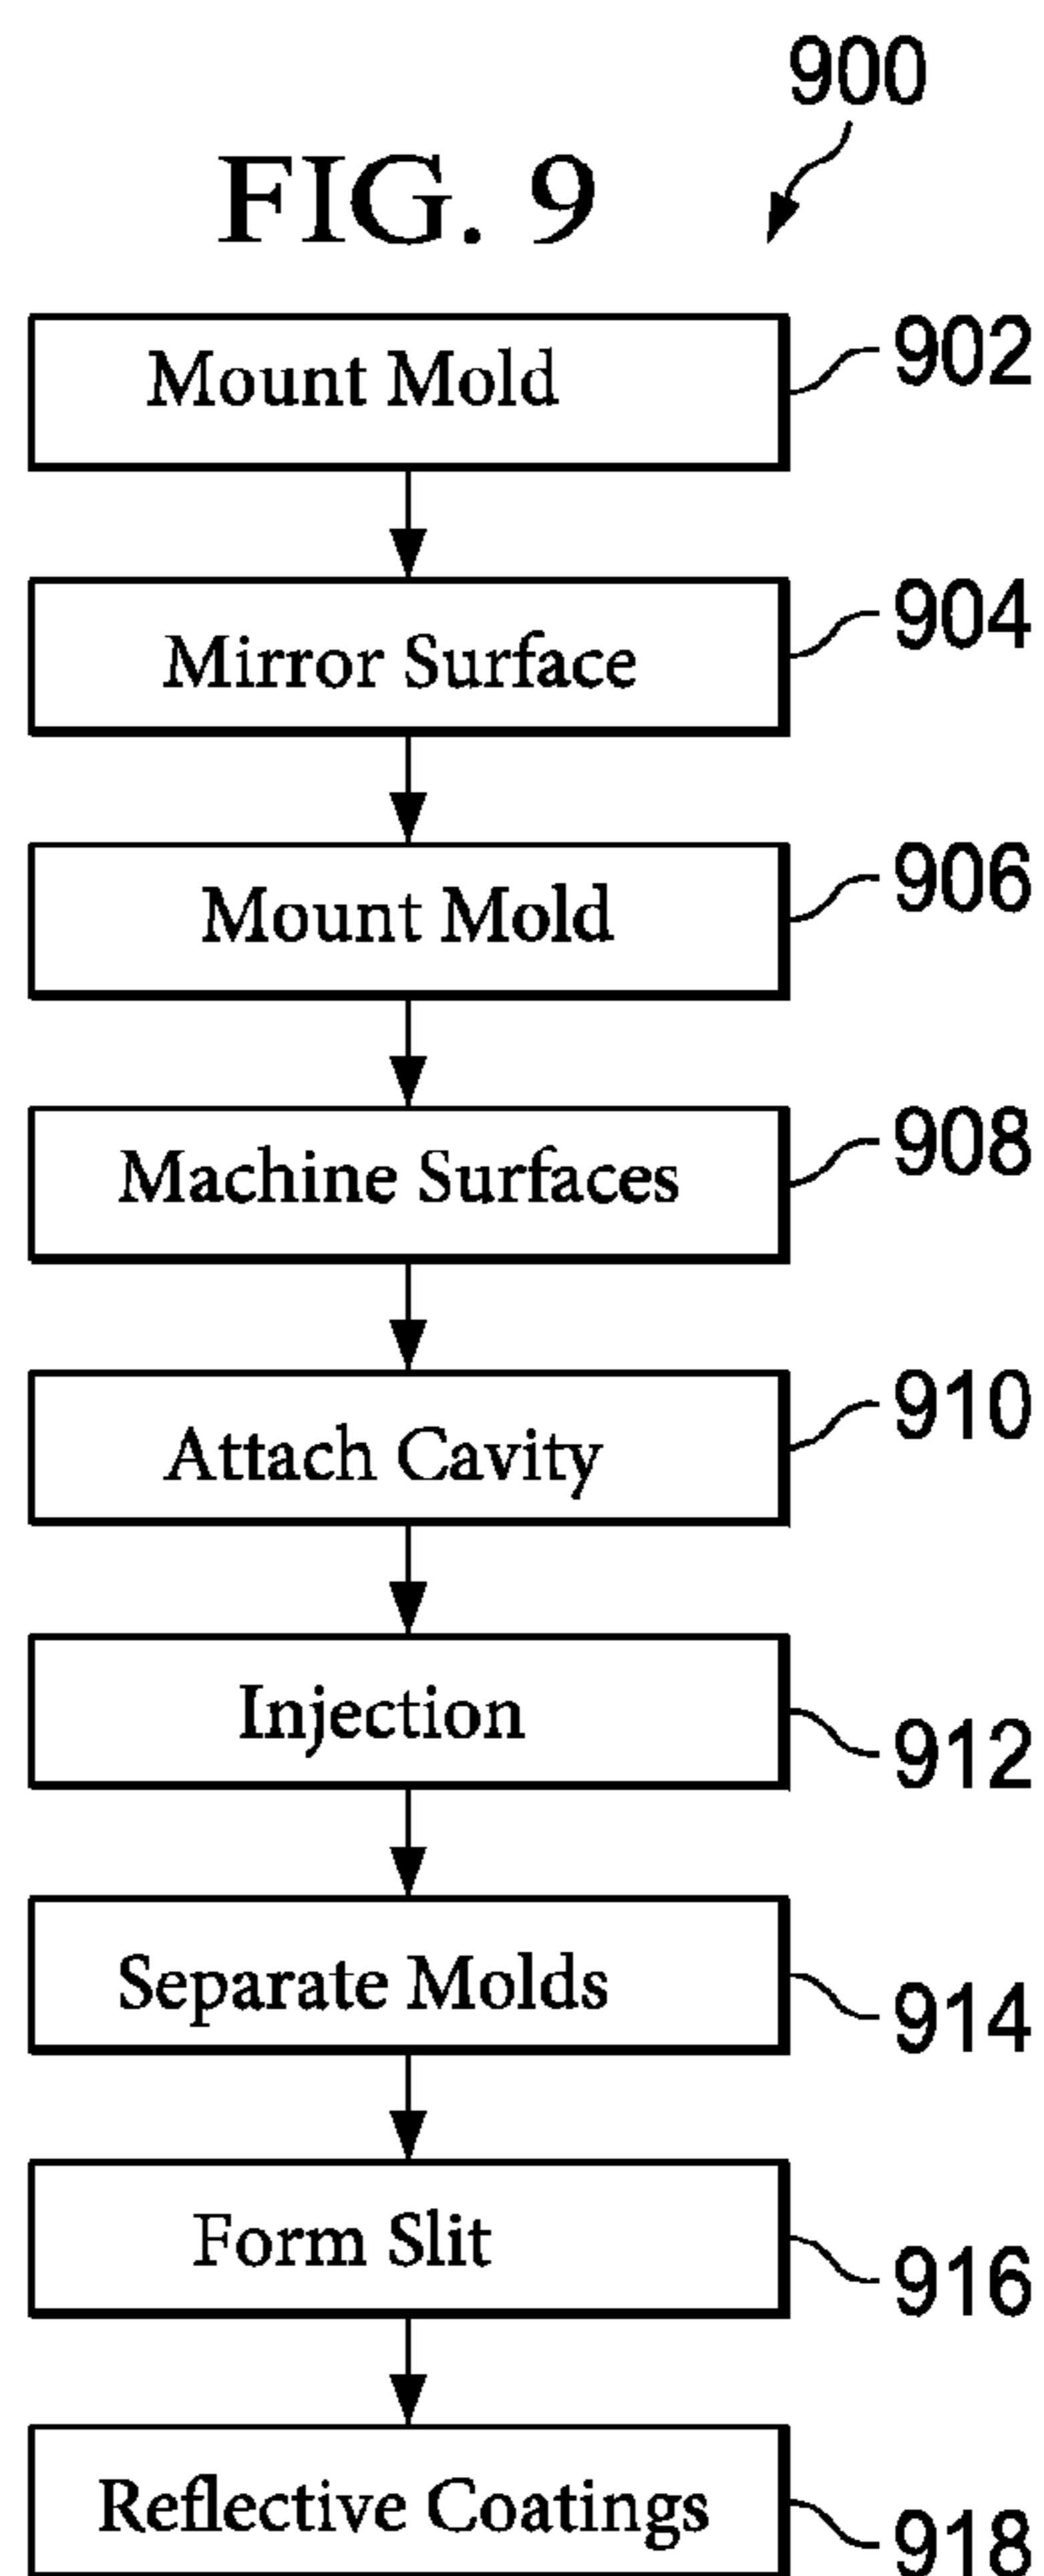 900
FIG. 9
Mount Mold
902
Mirror Surface
904
Mount Mold
906
Machine Surfaces
908
Attach Cavity
910
Injection
912
Separate Molds
914
Form Slit
916
Reflective Coatings
918